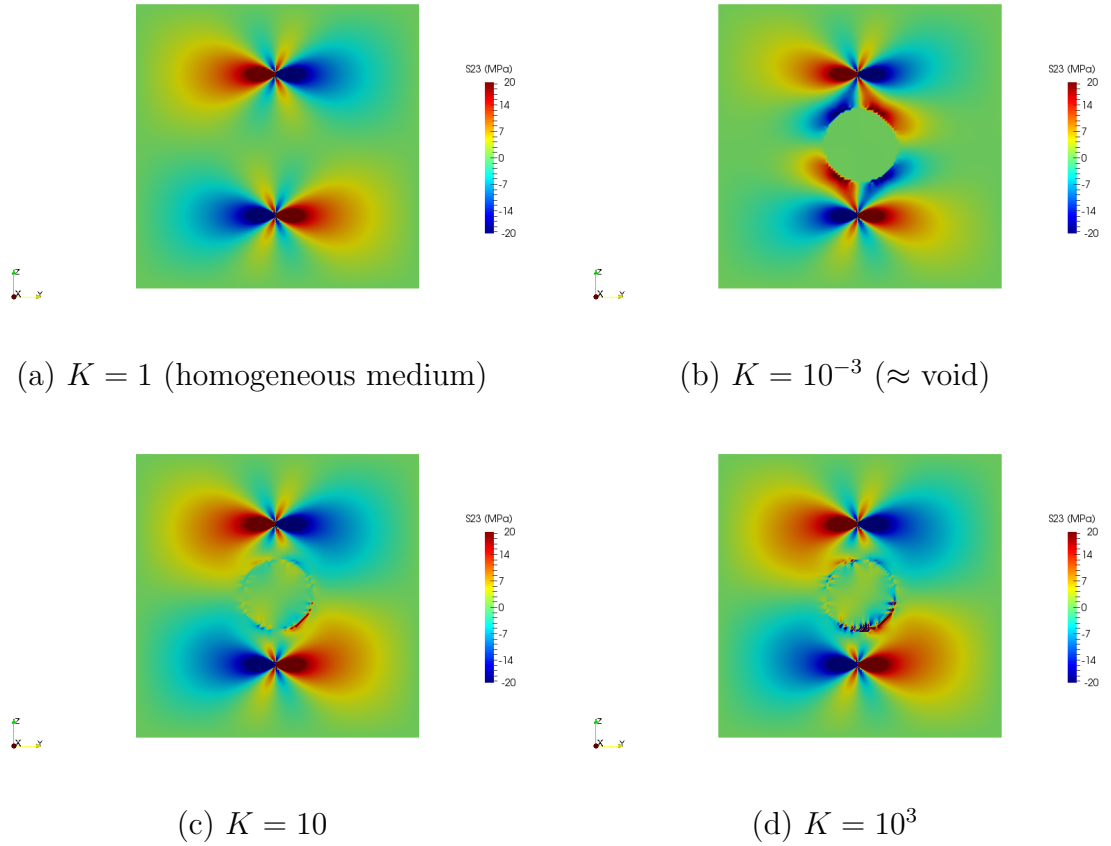 S23 (MPa)
20
14
7
0
-7
-14
-20
Z
X Y
S23 (MPa)
20
14
7
0
-7
-14
-20
Z
X Y
(a) K = 1 (homogeneous medium)
(b) K = 10⁻³ (≈ void)
S23 (MPa)
20
14
7
0
-7
-14
-20
Z
X Y
S23 (MPa)
20
14
7
0
-7
-14
-20
Z
X Y
(c) K = 10
(d) K = 10³